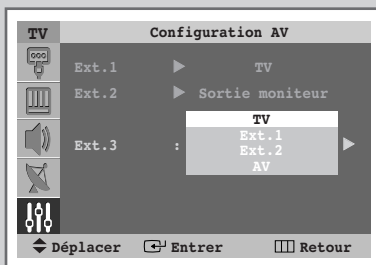 TV Configuration AV
Ext.1 ▶ TV
Ext.2 ▶ Sortie moniteur
TV
Ext.1
Ext.3 : Ext.2 ▶
AV
Déplacer Entrer Retour